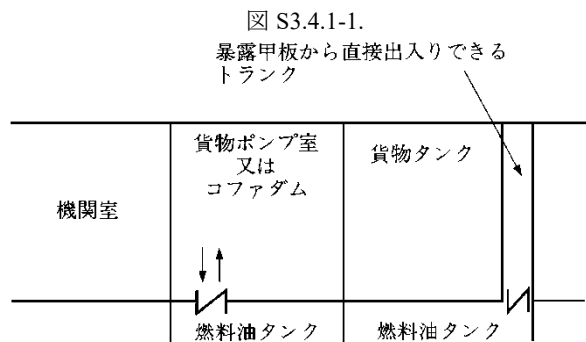 図 S3.4.1-1.
暴露甲板から直接出入りできる
トランク
貨物ポンプ室
又は
コファダム
貨物タンク
機関室
燃料油タンク
燃料油タンク